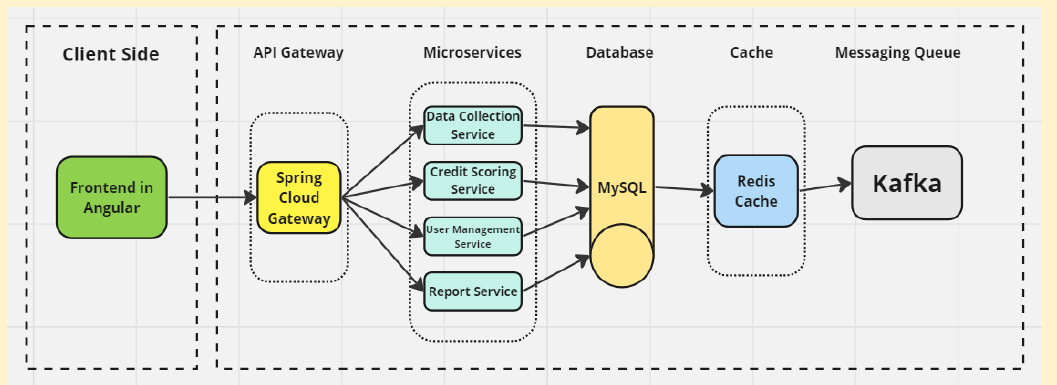 Client Side
API Gateway
Microservices
Database
Cache
Messaging Queue
Frontend in
Angular
Spring
Cloud
Gateway
Data Collection
Service
Credit Scoring
Service
User Management
Service
Report Service
MySQL
Redis
Cache
Kafka